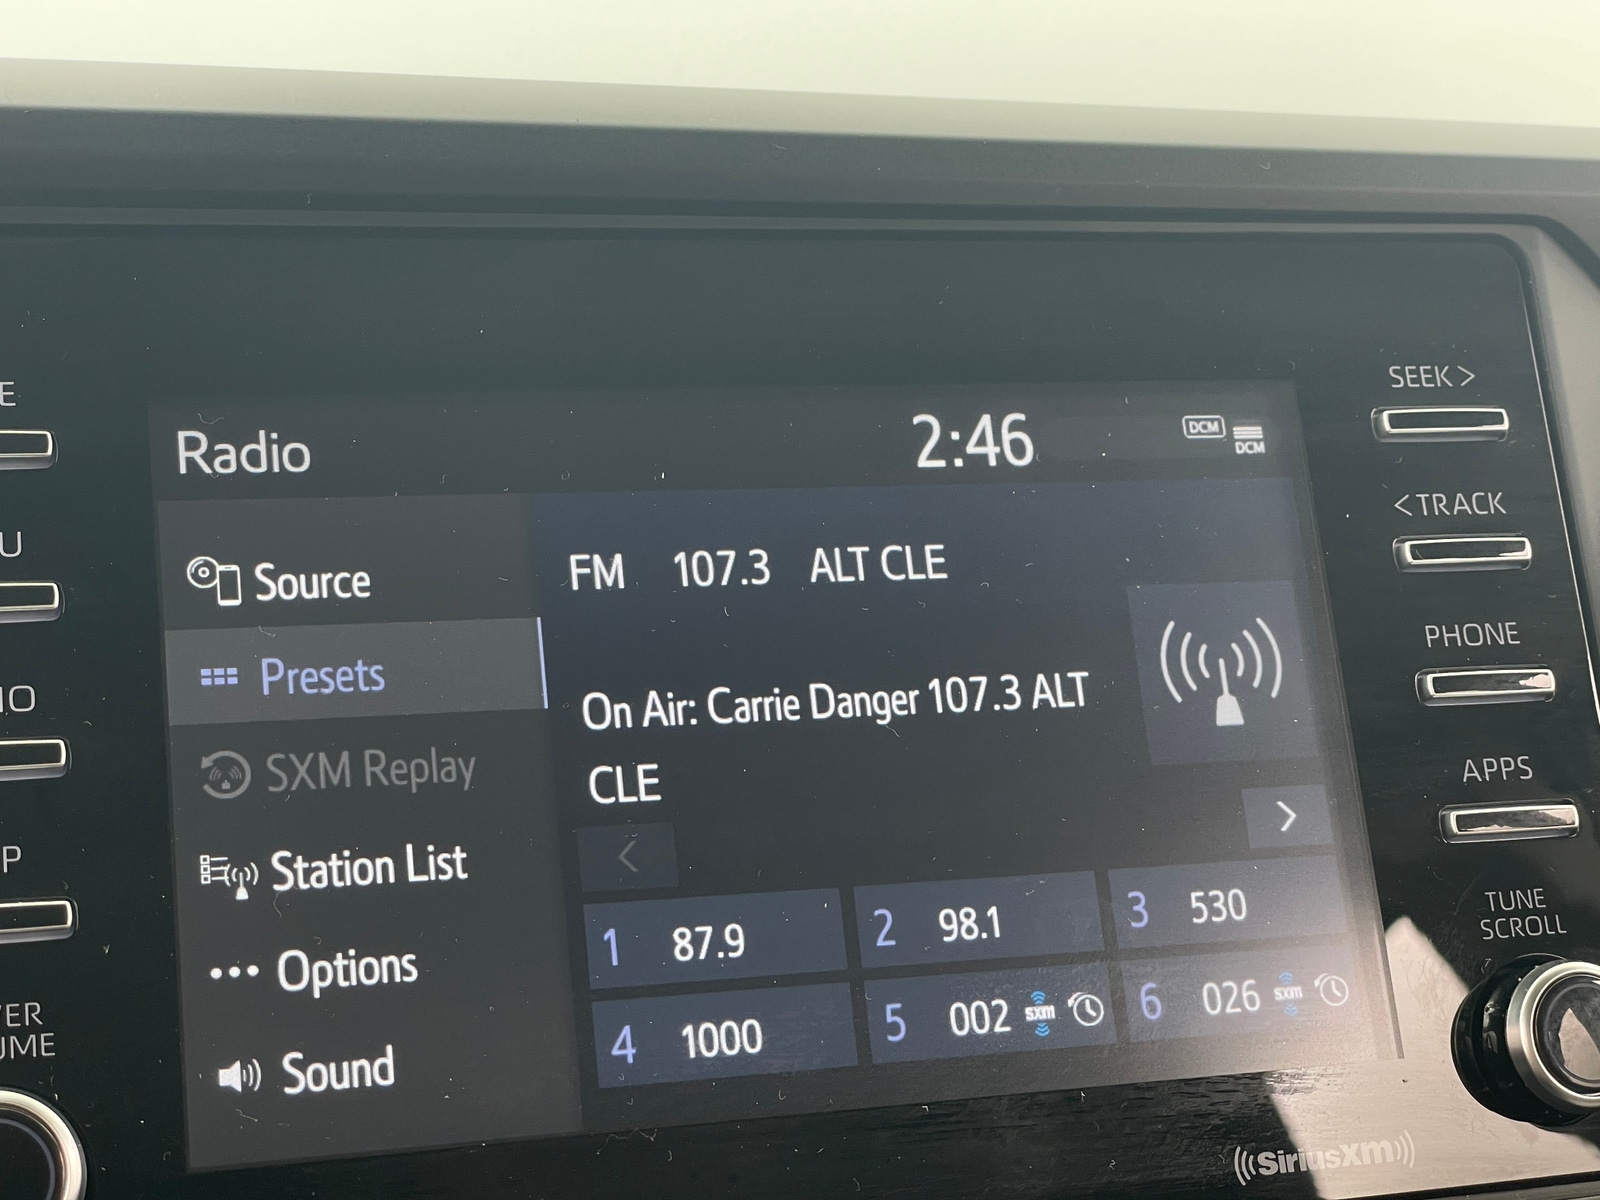 Radio
2:46
DCM
DCM
Source
Presets
SXM Replay
Station List
Options
Sound
FM 107.3 ALT CLE
On Air: Carrie Danger 107.3 ALT
CLE
<
>
1 87.9
2 98.1
3 530
4 1000
5 002 sxm
6 026 sxm
SEEK >
< TRACK
PHONE
APPS
TUNE
SCROLL
SiriusXM